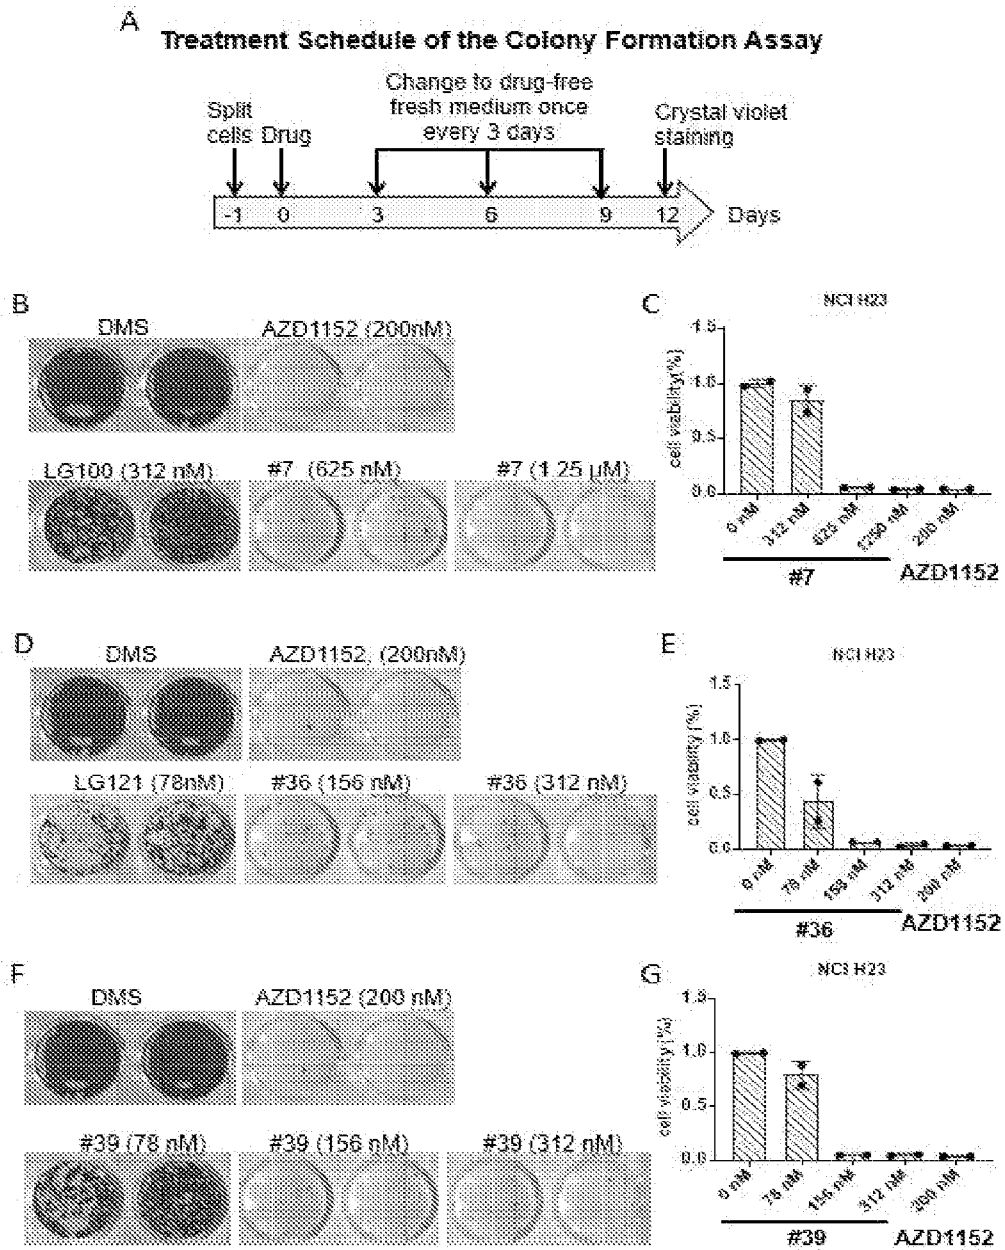 A
Treatment Schedule of the Colony Formation Assay
Change to drug-free
fresh medium once
every 3 days
Split
cells
Drug
Crystal violet
staining
-1 0 3 6 9 12 Days
B
DMS AZD1152 (200nM)
LG100 (312 nM) #7 (625 nM) #7 (1.25 µM)
C
NCI H23
cell viability(%)
1.5
1.0
0.5
0.0
0 nM 312 nM 625 nM 1250 nM 200 nM
#7 AZD1152
D
DMS AZD1152, (200nM)
LG121 (78nM) #36 (156 nM) #36 (312 nM)
E
NCI H23
cell viability (%)
1.5
1.0
0.5
0.0
0 nM 78 nM 158 nM 312 nM 200 nM
#36 AZD1152
F
DMS AZD1152 (200 nM)
#39 (78 nM) #39 (156 nM) #39 (312 nM)
G
NCI H23
cell viability (%)
1.5
1.0
0.5
0.0
0 nM 78 nM 156 nM 312 nM 200 nM
#39 AZD1152